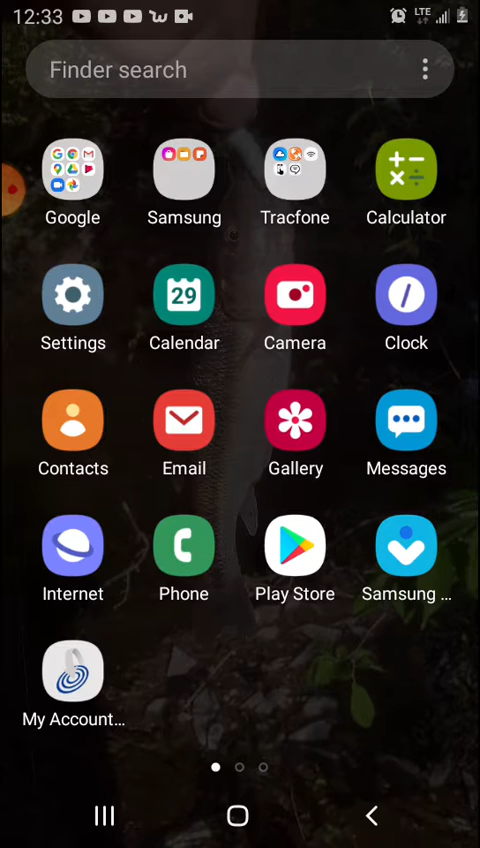 12:33 LTE
Finder search
Google Samsung Tracfone Calculator
29
Settings Calendar Camera Clock
Contacts Email Gallery Messages
Internet Phone Play Store Samsung ...
My Account...